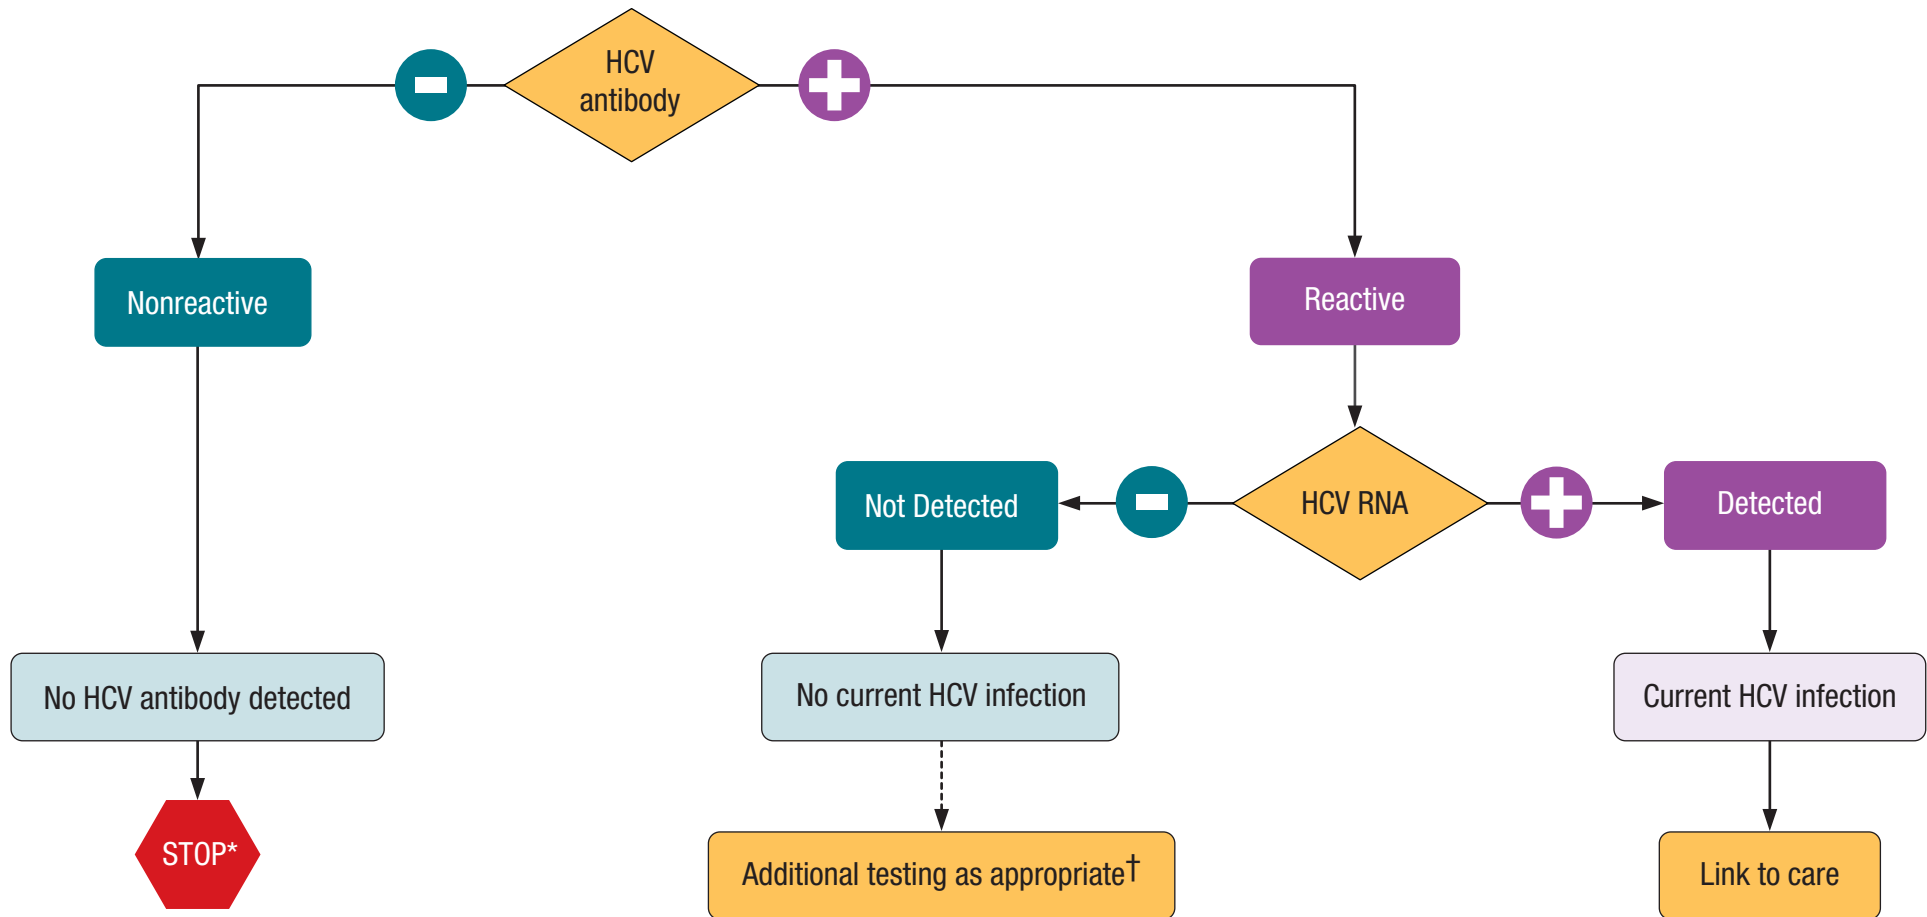 HCV
antibody
Nonreactive
Reactive
Not Detected
HCV RNA
Detected
No HCV antibody detected
No current HCV infection
Current HCV infection
STOP*
Additional testing as appropriate†
Link to care